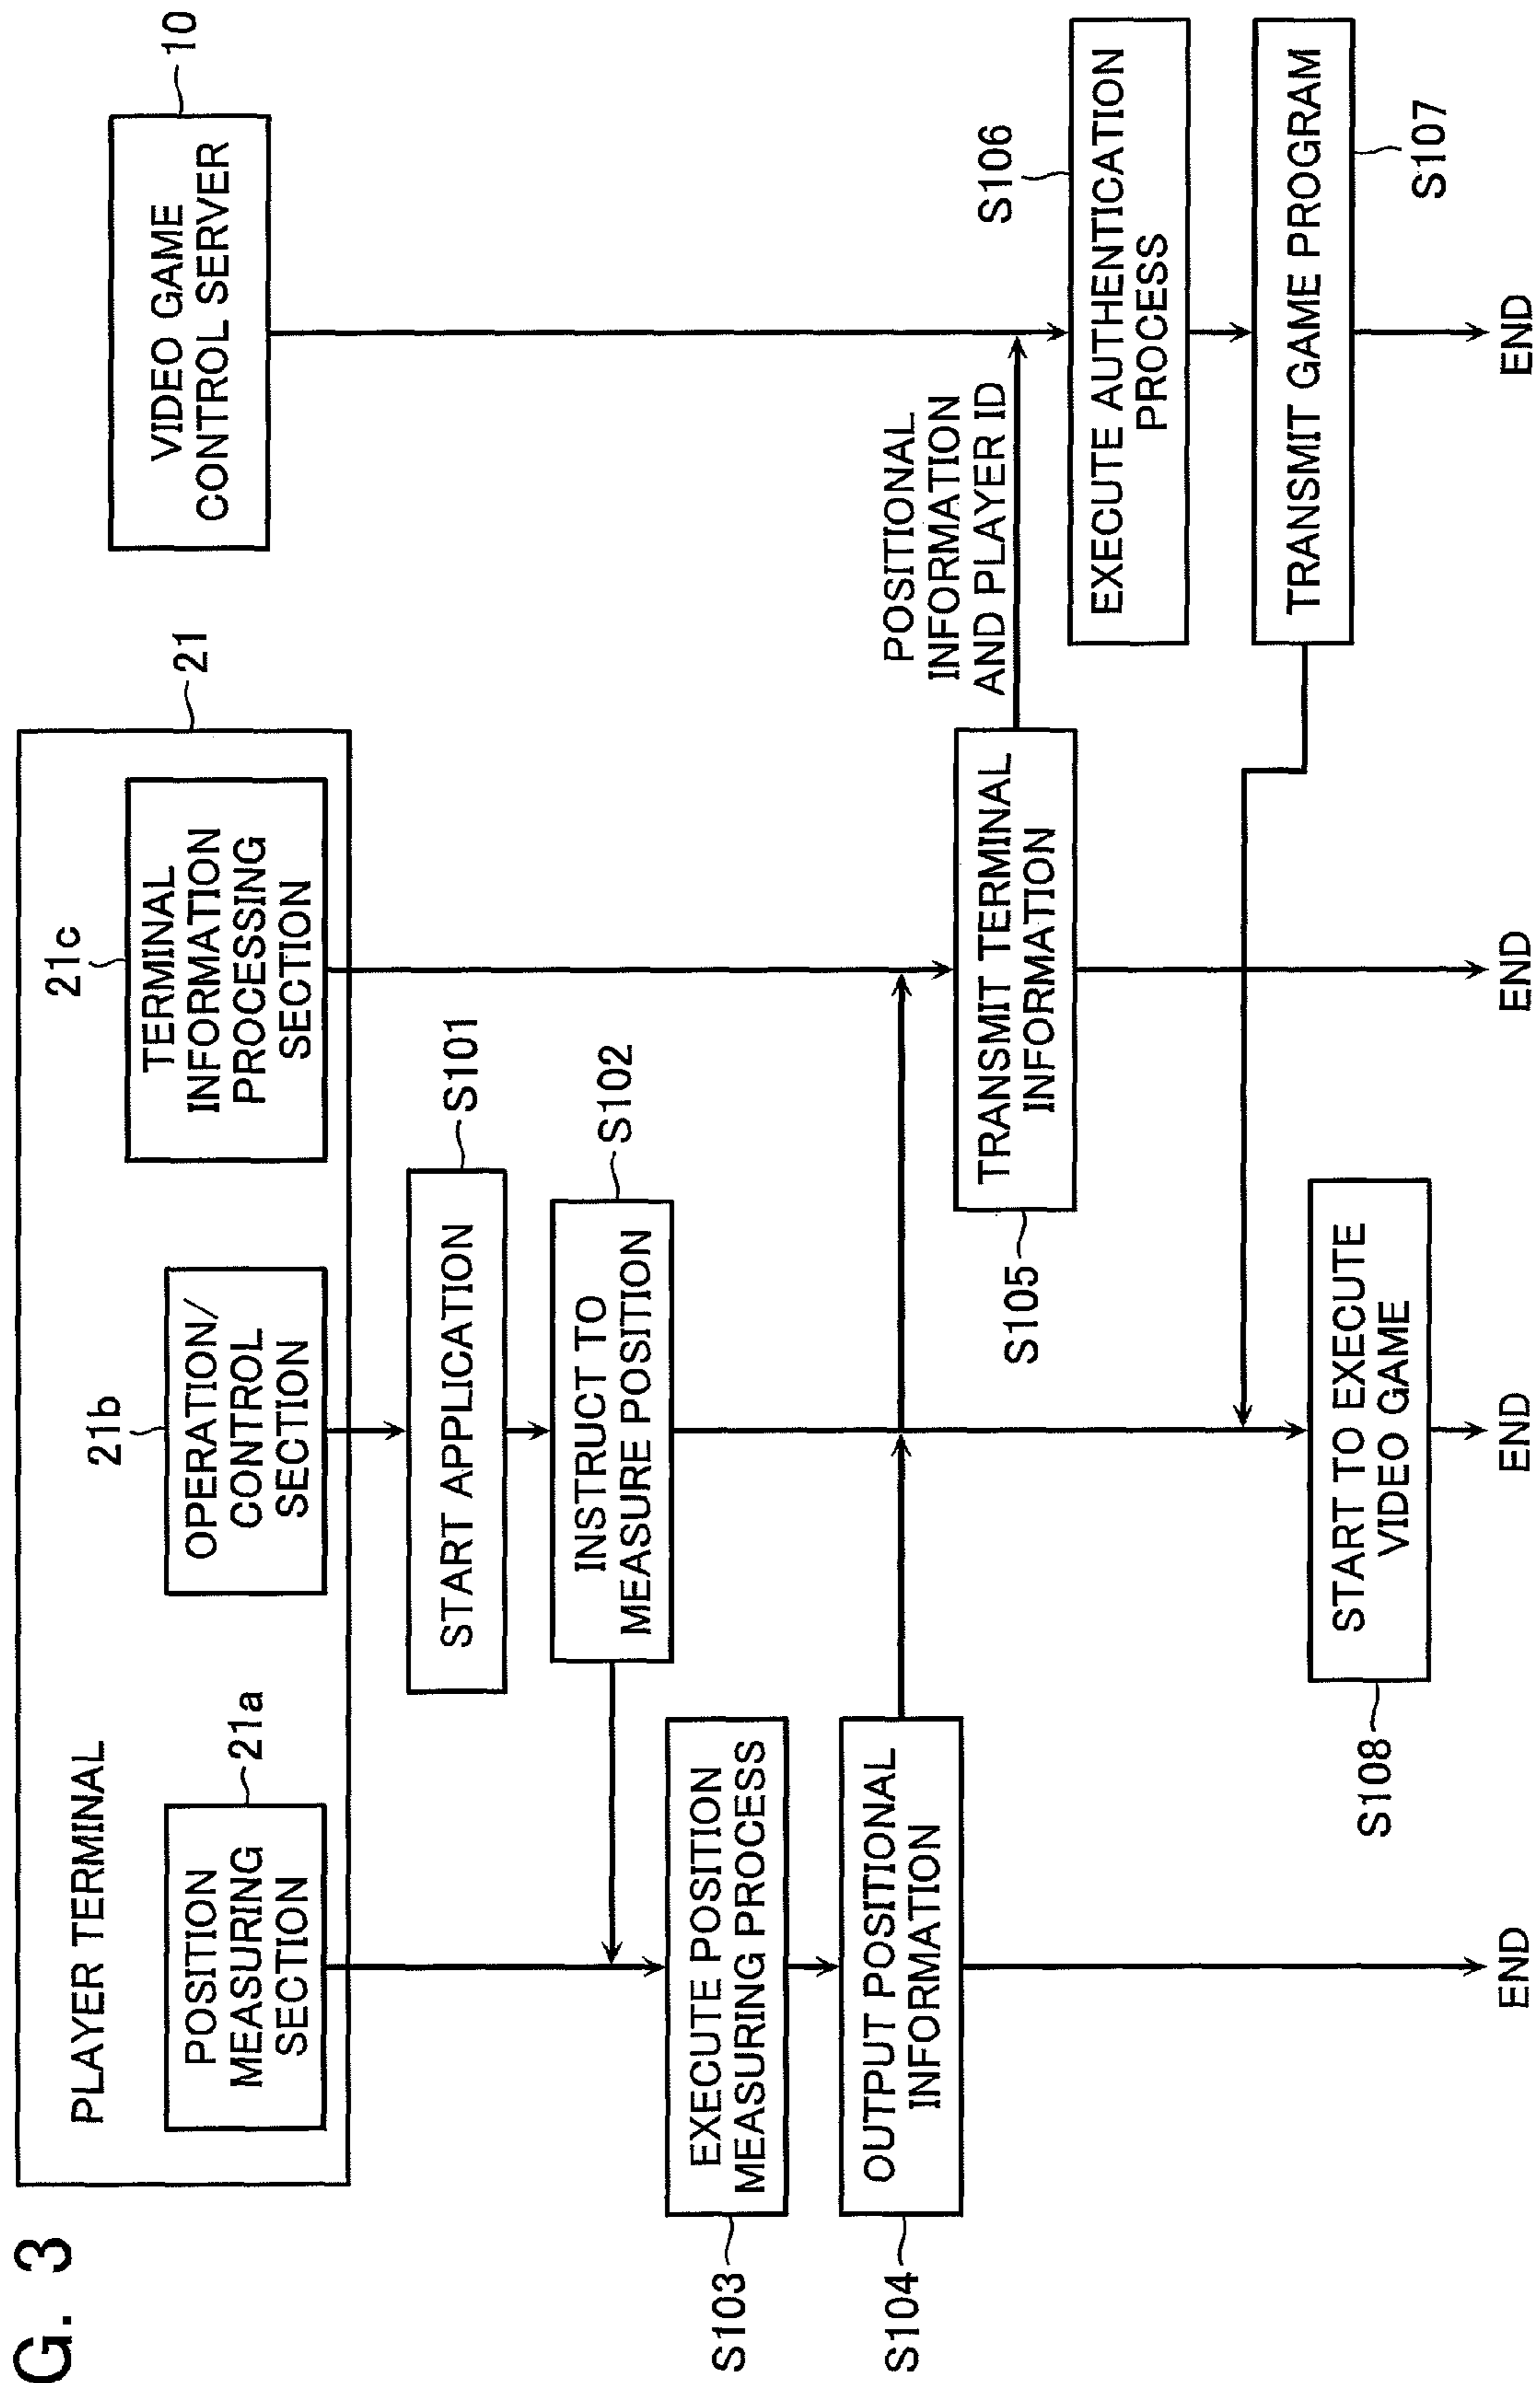 G. 3
PLAYER TERMINAL
21
POSITION
MEASURING
SECTION
21a
OPERATION/
CONTROL
SECTION
21b
TERMINAL
INFORMATION
PROCESSING
SECTION
21c
VIDEO GAME
CONTROL SERVER
10
START APPLICATION
S101
INSTRUCT TO
MEASURE POSITION
S102
S103
EXECUTE POSITION
MEASURING PROCESS
S104
OUTPUT POSITIONAL
INFORMATION
S105
TRANSMIT TERMINAL
INFORMATION
POSITIONAL
INFORMATION
AND PLAYER ID
S106
EXECUTE AUTHENTICATION
PROCESS
TRANSMIT GAME PROGRAM
S107
S108
START TO EXECUTE
VIDEO GAME
END
END
END
END